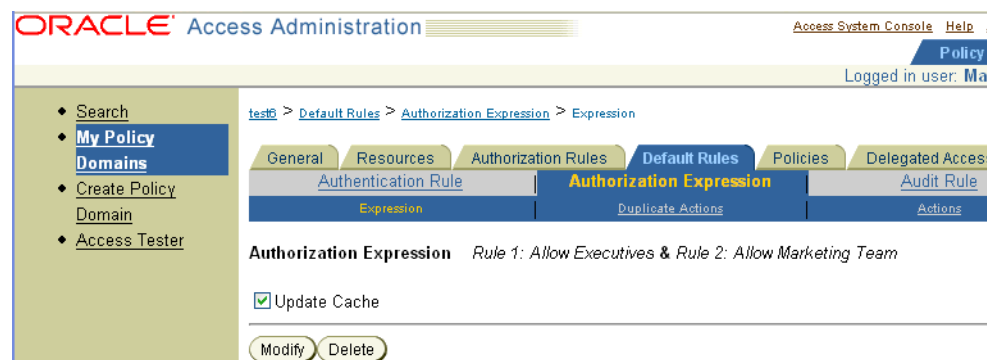 ORACLE Access Administration
Access System Console Help
Policy
Logged in user: Ma
Search
My Policy
Domains
Create Policy
Domain
Access Tester
test6 > Default Rules > Authorization Expression > Expression
General Resources Authorization Rules Default Rules Policies Delegated Acces
Authentication Rule | Authorization Expression | Audit Rule
Expression | Duplicate Actions | Actions
Authorization Expression Rule 1: Allow Executives & Rule 2: Allow Marketing Team
Update Cache
Modify Delete